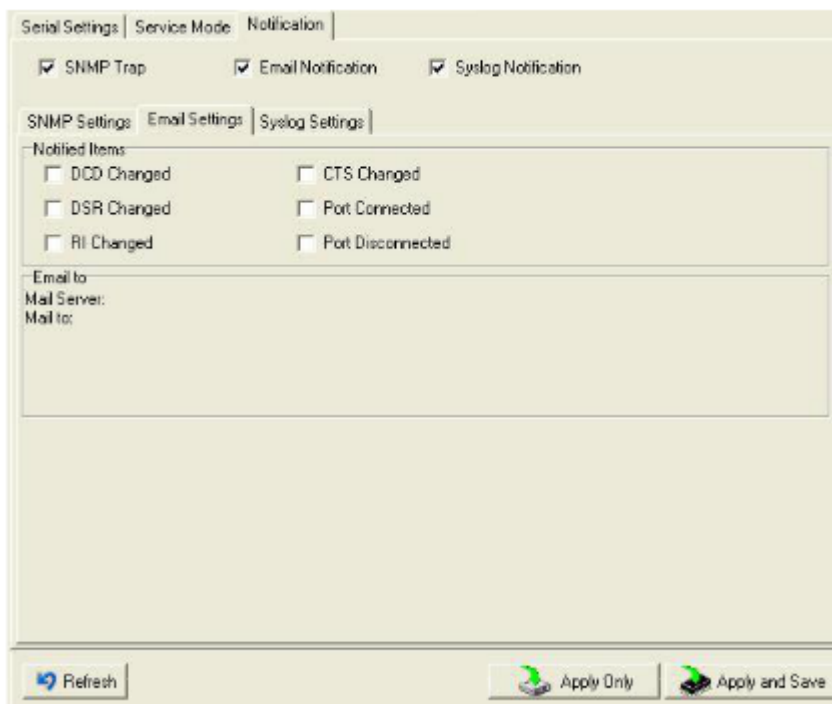 Serial Settings Service Mode Notification
SNMP Trap Email Notification Syslog Notification
SNMP Settings Email Settings Syslog Settings
Notified Items
DCD Changed CTS Changed
DSR Changed Port Connected
RI Changed Port Disconnected
Email to
Mail Server:
Mail to:
Refresh Apply Only Apply and Save